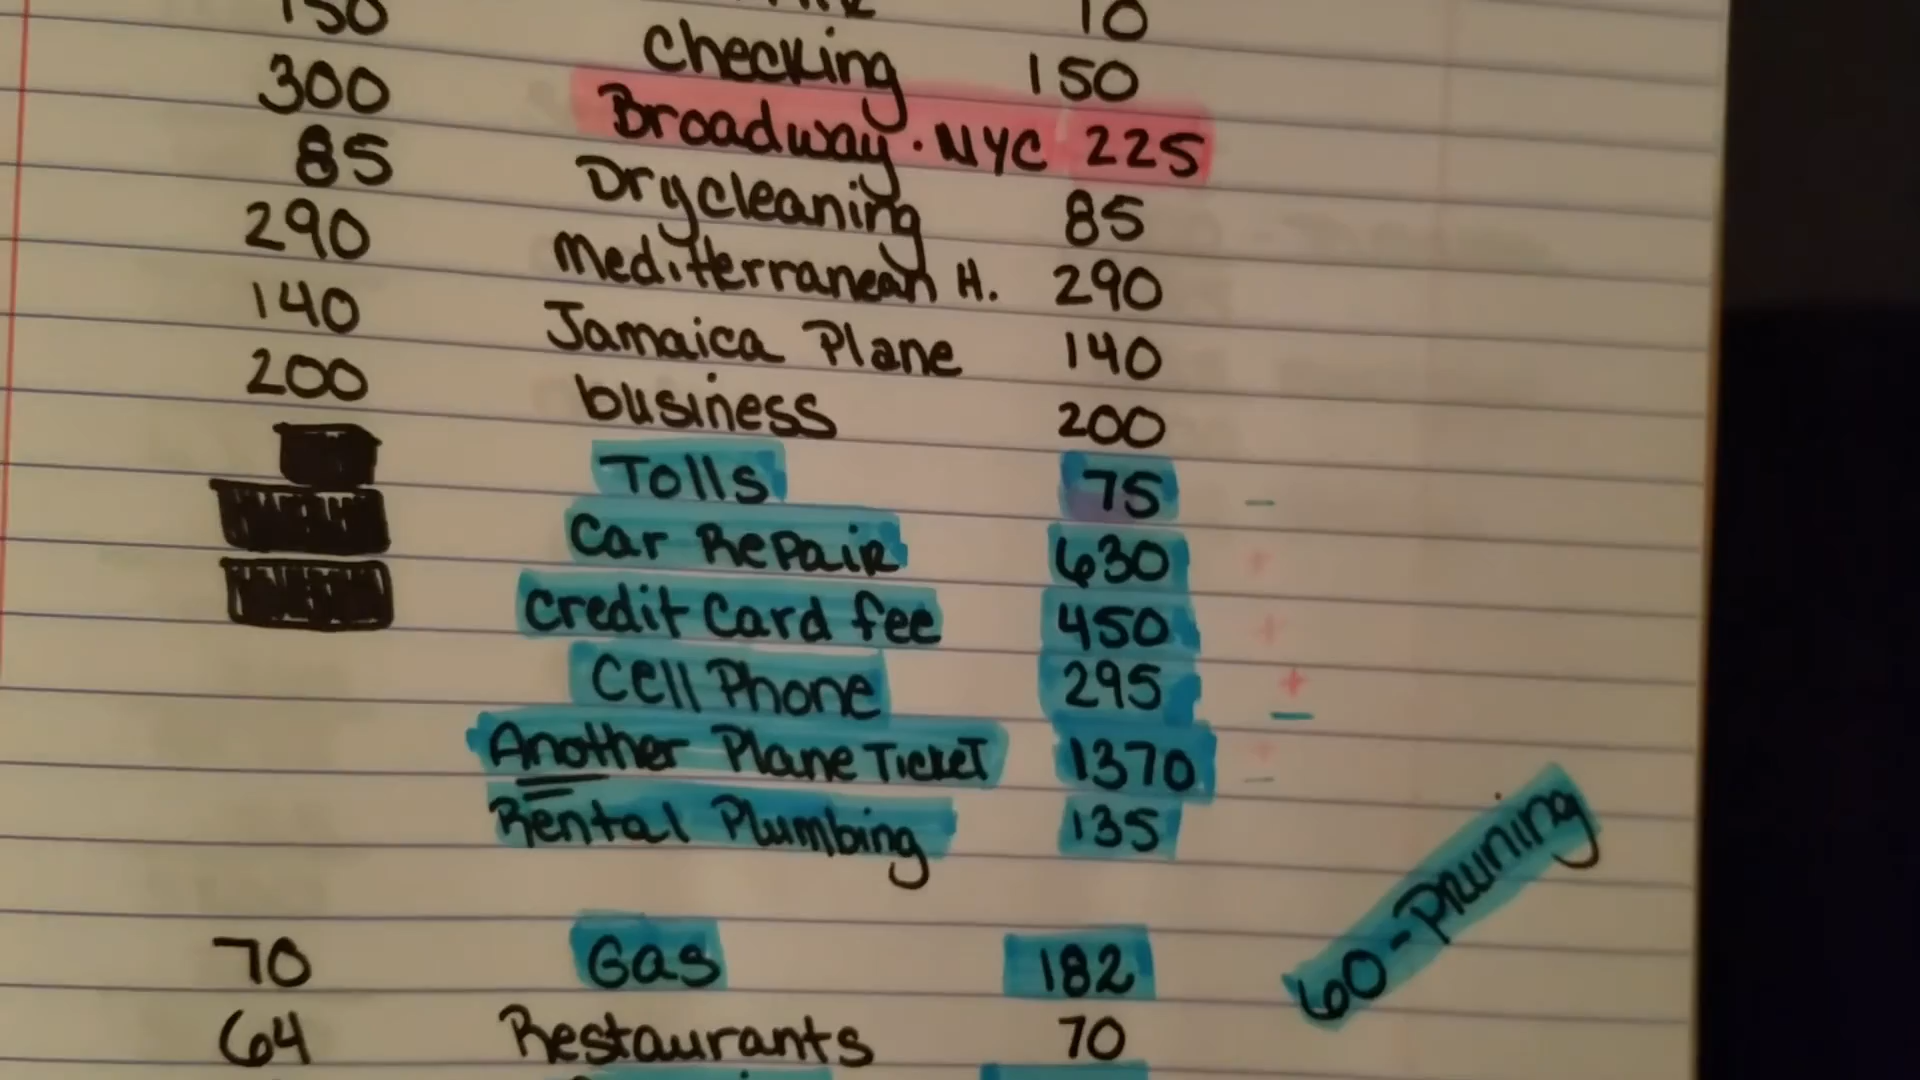 150 10
Checking 150
300 Broadway · NYC 225
85 Drycleaning 85
290 Mediterranean H. 290
140 Jamaica Plane 140
200 business 200
Tolls 75 -
Car Repair 630 +
Credit Card fee 450 +
Cell Phone 295 + -
Another Plane Ticket 1370 + -
Rental Plumbing 135
60 - Pruning
70 Gas 182
64 Restaurants 70